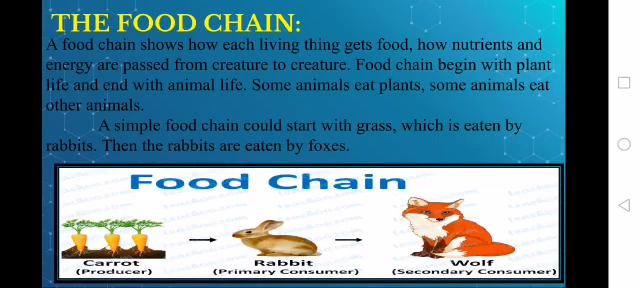 THE FOOD CHAIN:
A food chain shows how each living thing gets food, how nutrients and
energy are passed from creature to creature. Food chain begin with plant
life and end with animal life. Some animals eat plants, some animals eat
other animals.
A simple food chain could start with grass, which is eaten by
rabbits. Then the rabbits are eaten by foxes.
Food Chain
Carrot
(Producer)
Rabbit
(Primary Consumer)
Wolf
(Secondary Consumer)